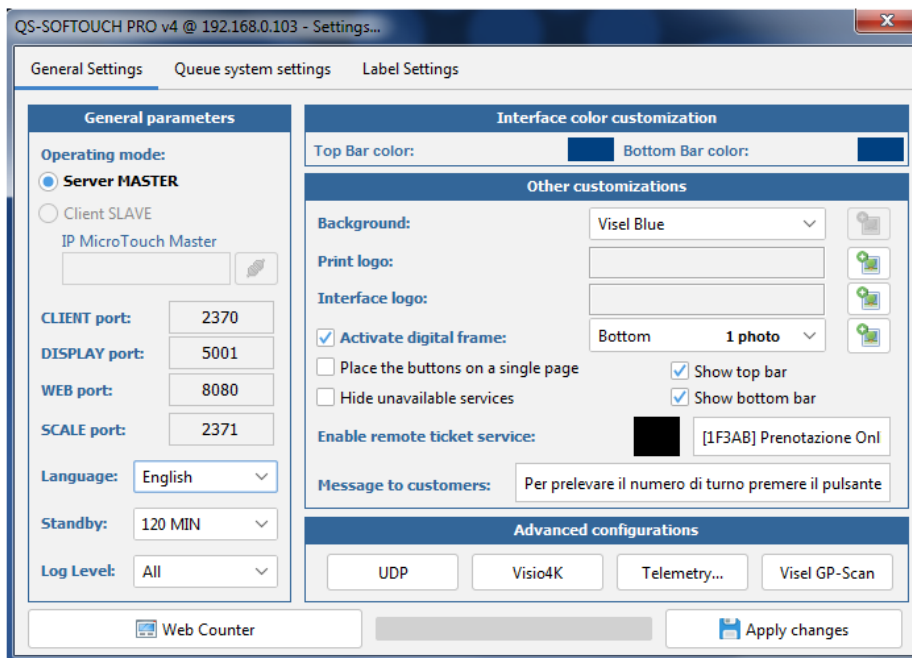 QS-SOFTOUCH PRO v4 @ 192.168.0.103 - Settings...
General Settings
Queue system settings
Label Settings
General parameters
Operating mode:
Server MASTER
Client SLAVE
IP MicroTouch Master
CLIENT port: 2370
DISPLAY port: 5001
WEB port: 8080
SCALE port: 2371
Language: English
Standby: 120 MIN
Log Level: All
Interface color customization
Top Bar color:
Bottom Bar color:
Other customizations
Background: Visel Blue
Print logo:
Interface logo:
Activate digital frame: Bottom 1 photo
Place the buttons on a single page
Show top bar
Hide unavailable services
Show bottom bar
Enable remote ticket service: [1F3AB] Prenotazione Onl
Message to customers: Per prelevare il numero di turno premere il pulsante
Advanced configurations
UDP
Visio4K
Telemetry...
Visel GP-Scan
Web Counter
Apply changes